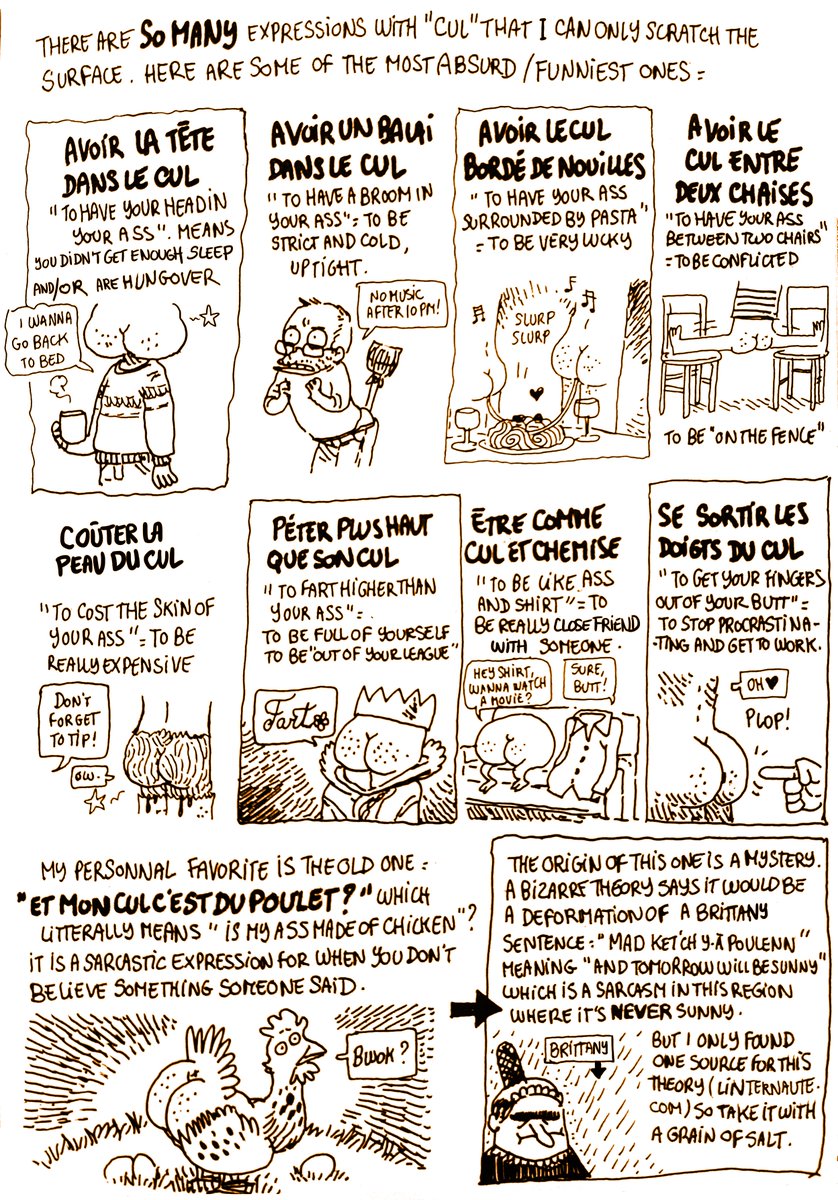 THERE ARE SO MANY EXPRESSIONS WITH "CUL" THAT I CAN ONLY SCRATCH THE
SURFACE. HERE ARE SOME OF THE MOST ABSURD / FUNNIEST ONES =
AVOIR LA TÊTE
DANS LE CUL
"TO HAVE YOUR HEAD IN
YOUR ASS". MEANS
YOU DIDN'T GET ENOUGH SLEEP
AND/OR ARE HUNGOVER
I WANNA
GO BACK
TO BED
AVOIR UN BALAI
DANS LE CUL
"TO HAVE A BROOM IN
YOUR ASS" = TO BE
STRICT AND COLD,
UPTIGHT.
NO MUSIC
AFTER 10 PM!
AVOIR LE CUL
BORDÉ DE NOUILLES
"TO HAVE YOUR ASS
SURROUNDED BY PASTA"
= TO BE VERY LUCKY
SLURP
SLURP
AVOIR LE
CUL ENTRE
DEUX CHAISES
"TO HAVE YOUR ASS
BETWEEN TWO CHAIRS"
= TO BE CONFLICTED
TO BE "ON THE FENCE"
COÛTER LA
PEAU DU CUL
"TO COST THE SKIN OF
YOUR ASS" = TO BE
REALLY EXPENSIVE
DON'T
FORGET
TO TIP!
OW.
PÉTER PLUS HAUT
QUE SON CUL
"TO FART HIGHER THAN
YOUR ASS" =
TO BE FULL OF YOURSELF
TO BE "OUT OF YOUR LEAGUE"
Fart
ÊTRE COMME
CUL ET CHEMISE
"TO BE LIKE ASS
AND SHIRT" = TO
BE REALLY CLOSE FRIEND
WITH SOMEONE.
HEY SHIRT,
WANNA WATCH
A MOVIE?
SURE,
BUTT!
SE SORTIR LES
DOIGTS DU CUL
"TO GET YOUR FINGERS
OUT OF YOUR BUTT" =
TO STOP PROCRASTINA-
-TING AND GET TO WORK.
OH ♥
PLOP!
MY PERSONNAL FAVORITE IS THE OLD ONE =
"ET MON CUL C'EST DU POULET?" WHICH
LITTERALLY MEANS "IS MY ASS MADE OF CHICKEN"?
IT IS A SARCASTIC EXPRESSION FOR WHEN YOU DON'T
BELIEVE SOMETHING SOMEONE SAID.
BWOK?
THE ORIGIN OF THIS ONE IS A MYSTERY.
A BIZARRE THEORY SAYS IT WOULD BE
A DEFORMATION OF A BRITTANY
SENTENCE = "MAD KETCH Y-A POULENN"
MEANING "AND TOMORROW WILL BE SUNNY"
WHICH IS A SARCASM IN THIS REGION
WHERE IT'S NEVER SUNNY.
BRITTANY
BUT I ONLY FOUND
ONE SOURCE FOR THIS
THEORY (LINTERNAUTE.
COM) SO TAKE IT WITH
A GRAIN OF SALT.